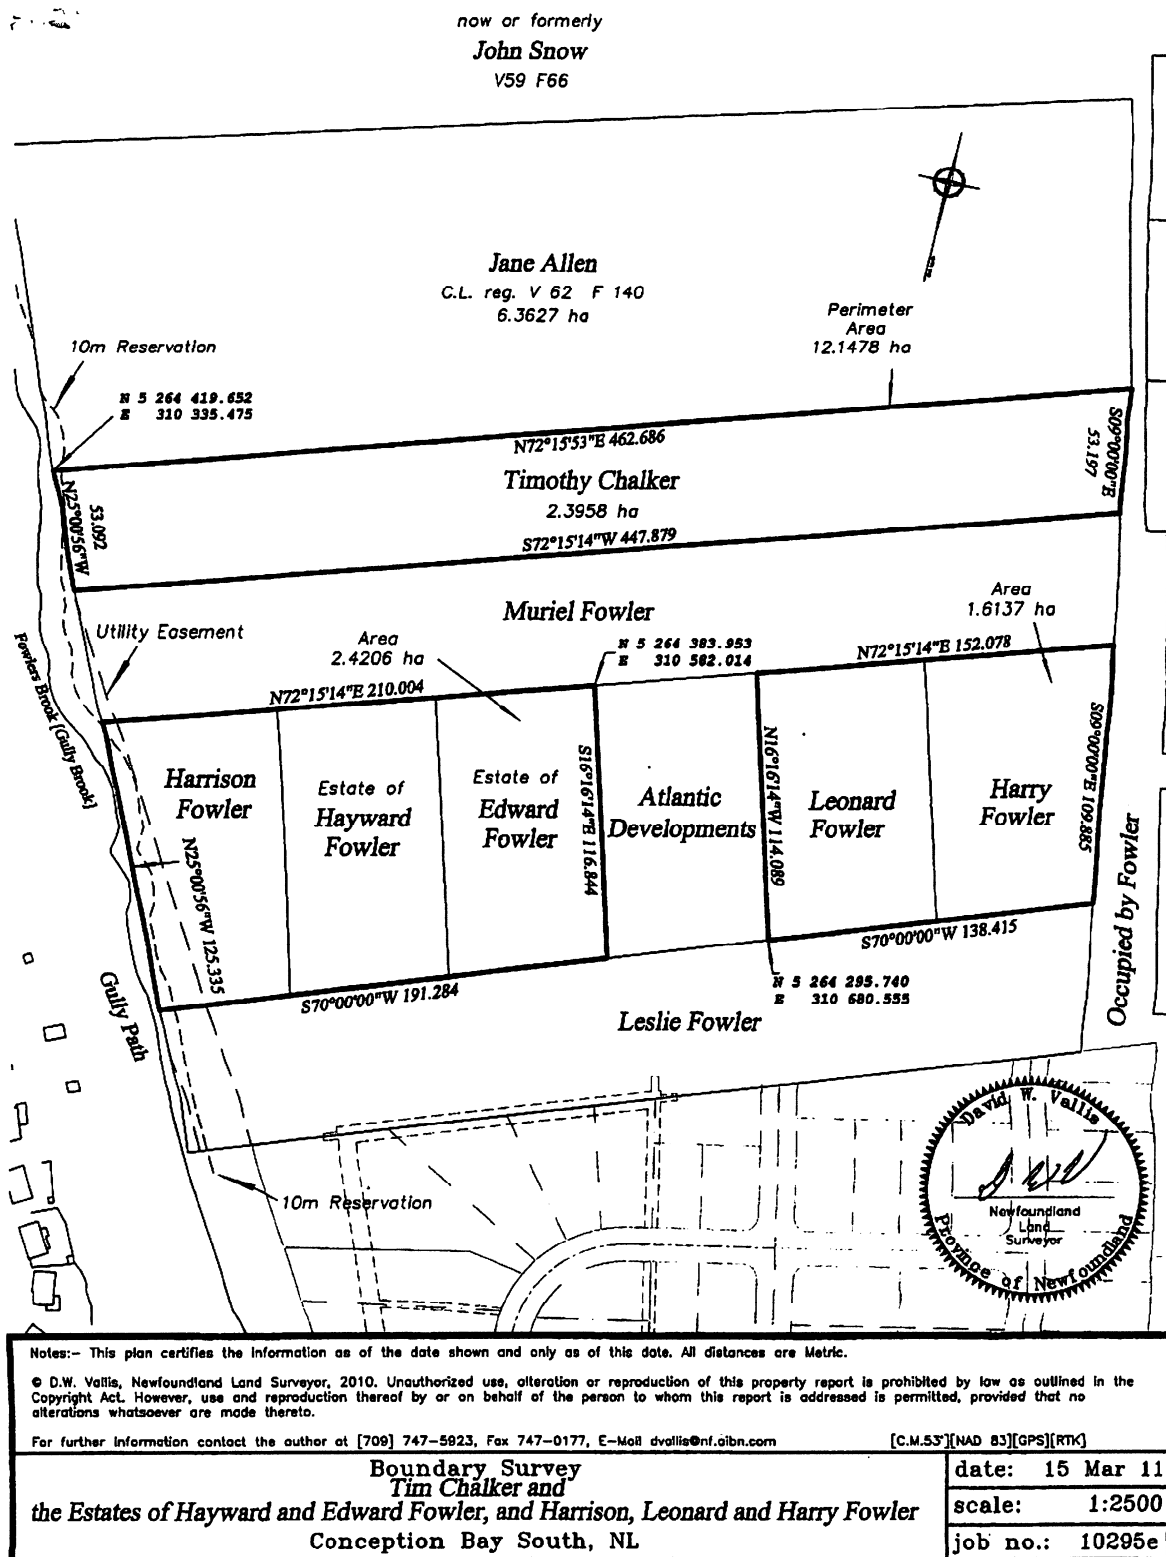 now or formerly
John Snow
V59 F66
Jane Allen
C.L. reg. V 62 F 140
6.3627 ha
Perimeter
Area
12.1478 ha
10m Reservation
N 5 264 419.652
E 310 335.475
N72°15'53"E 462.686
S09°00'00"E
53.197
Timothy Chalker
2.3958 ha
53.092
N25°00'56"W
S72°15'14"W 447.879
Muriel Fowler
Area
1.6137 ha
Utility Easement
Area
2.4206 ha
N 5 264 383.953
E 310 582.014
N72°15'14"E 152.078
N72°15'14"E 210.004
Fowlers Brook [Gully Brook]
Harrison
Fowler
Estate of
Hayward
Fowler
Estate of
Edward
Fowler
S16°16'14"E 116.844
Atlantic
Developments
N16°16'14"W 114.089
Leonard
Fowler
Harry
Fowler
S09°00'00"E 109.885
N25°00'56"W 125.335
Occupied by Fowler
S70°00'00"W 138.415
S70°00'00"W 191.284
N 5 264 295.740
E 310 680.555
Gully Path
Leslie Fowler
10m Reservation
David W. Vallis
Newfoundland
Land
Surveyor
Province of Newfoundland
Notes:- This plan certifies the information as of the date shown and only as of this date. All distances are Metric.
© D.W. Vallis, Newfoundland Land Surveyor, 2010. Unauthorized use, alteration or reproduction of this property report is prohibited by law as outlined in the
Copyright Act. However, use and reproduction thereof by or on behalf of the person to whom this report is addressed is permitted, provided that no
alterations whatsoever are made thereto.
For further information contact the author at [709] 747-5923, Fax 747-0177, E-Mail dvallis@nf.aibn.com
[C.M.53°][NAD 83][GPS][RTK]
Boundary Survey
Tim Chalker and
the Estates of Hayward and Edward Fowler, and Harrison, Leonard and Harry Fowler
Conception Bay South, NL
date: 15 Mar 11
scale: 1:2500
job no.: 10295e